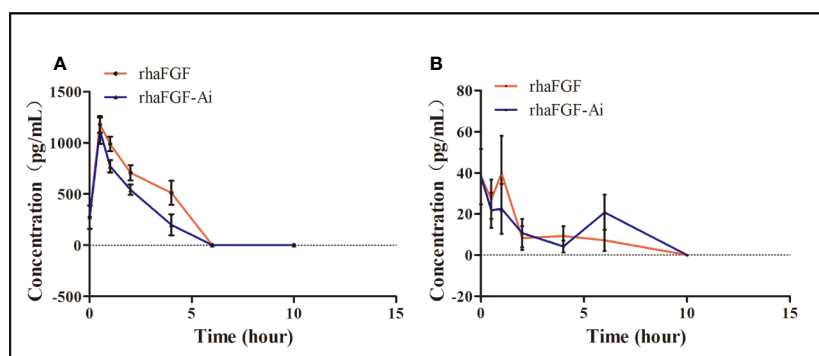 A
rhaFGF
rhaFGF-Ai
Concentration（pg/mL）
1500
1000
500
0
-500
0
5
10
15
Time (hour)
B
rhaFGF
rhaFGF-Ai
Concentration（pg/mL）
80
60
40
20
0
-20
0
5
10
15
Time (hour)